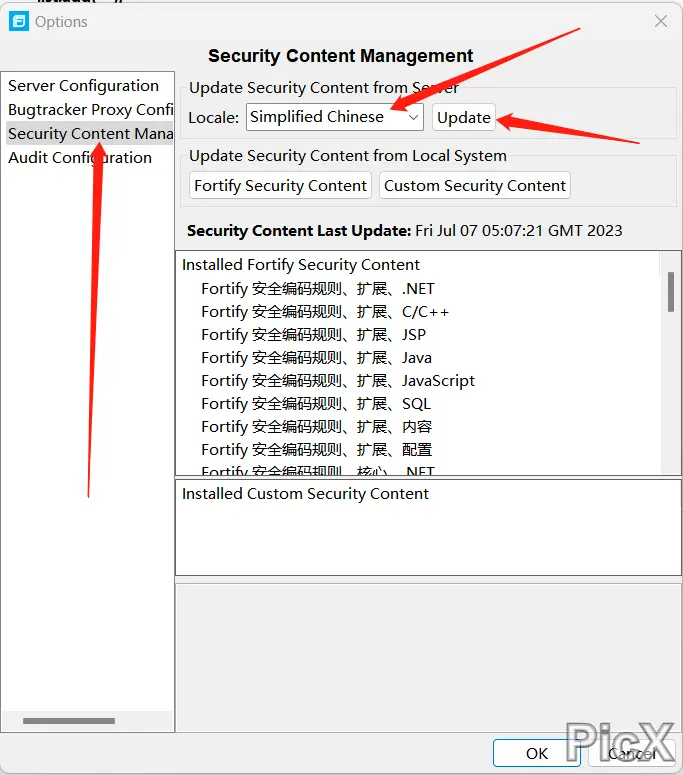 Options
Security Content Management
Server Configuration
Bugtracker Proxy Confi
Security Content Mana
Audit Configuration
Update Security Content from Server
Locale: Simplified Chinese Update
Update Security Content from Local System
Fortify Security Content Custom Security Content
Security Content Last Update: Fri Jul 07 05:07:21 GMT 2023
Installed Fortify Security Content
Fortify 安全编码规则、扩展、.NET
Fortify 安全编码规则、扩展、C/C++
Fortify 安全编码规则、扩展、JSP
Fortify 安全编码规则、扩展、Java
Fortify 安全编码规则、扩展、JavaScript
Fortify 安全编码规则、扩展、SQL
Fortify 安全编码规则、扩展、内容
Fortify 安全编码规则、扩展、配置
Fortify 安全编码规则、核心、.NET
Installed Custom Security Content
OK Cancel
PicX